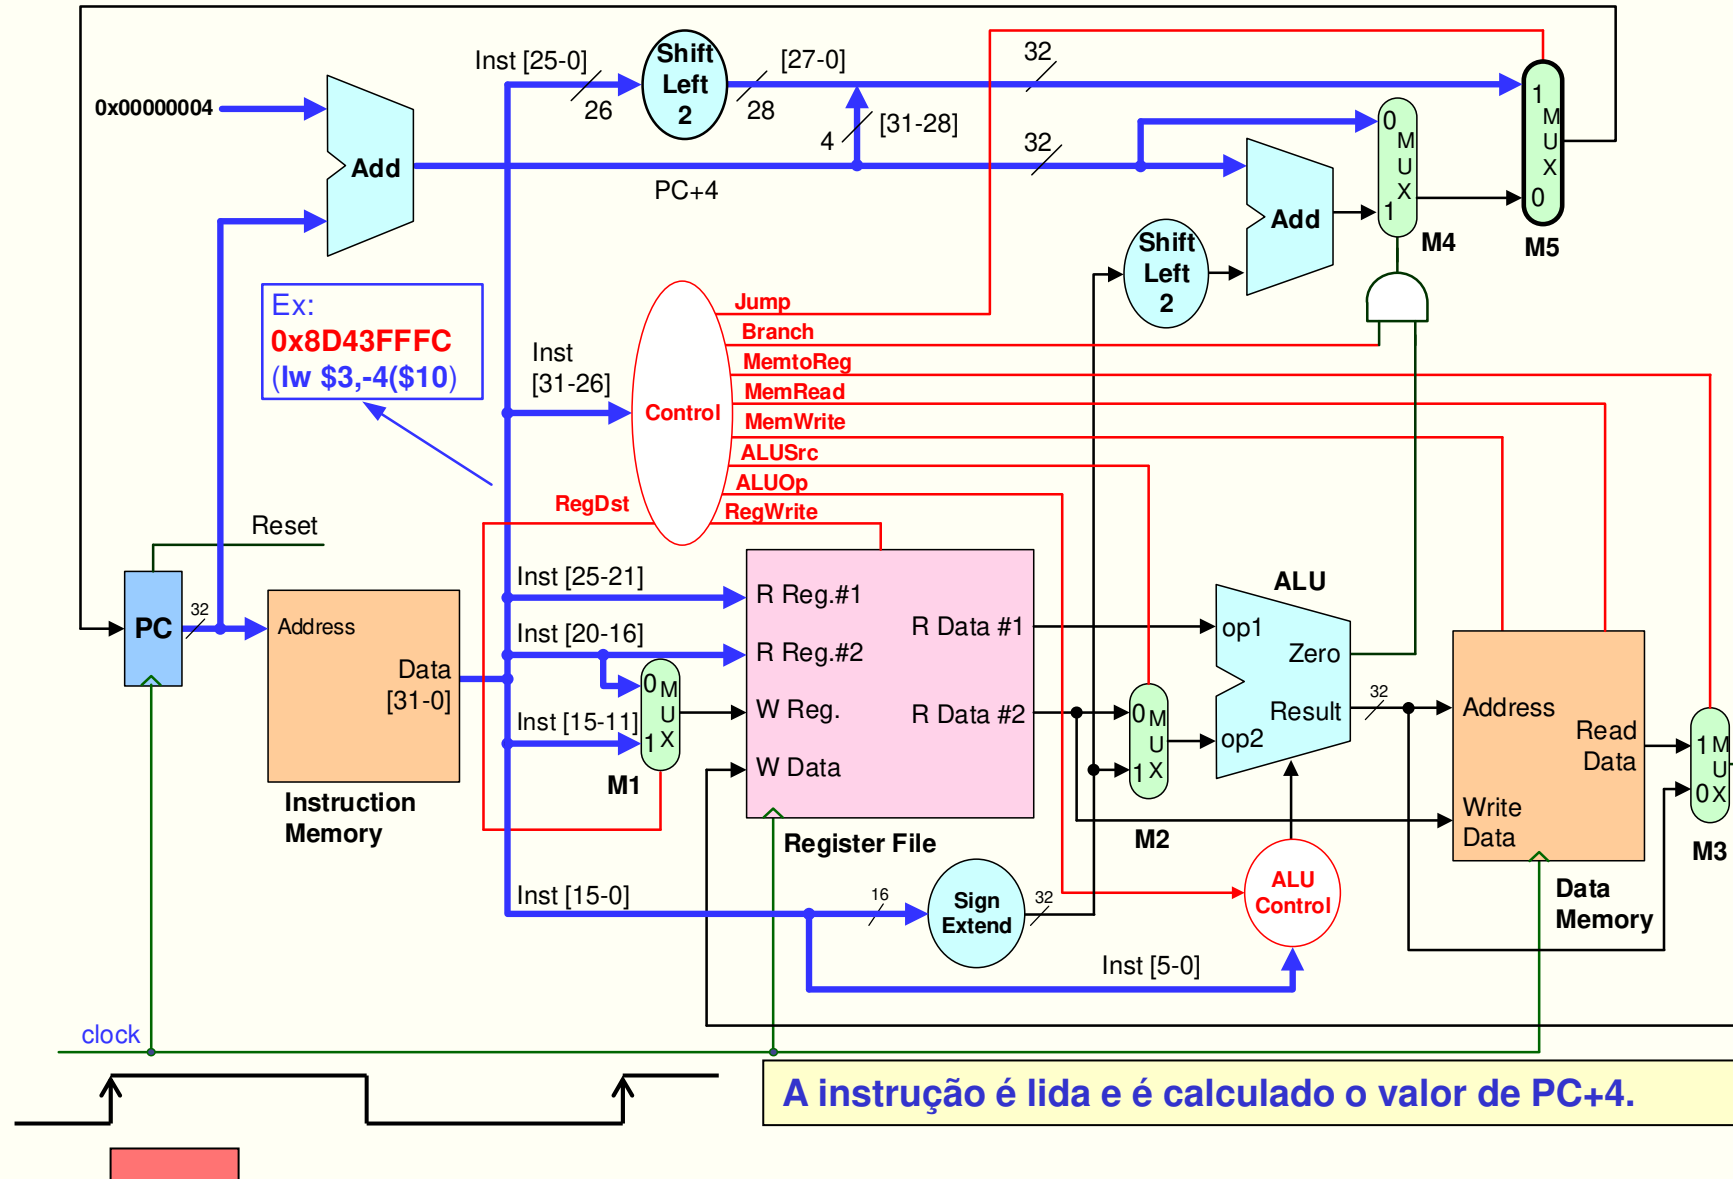 Inst [25-0]
26
Shift
Left
2
28
[27-0]
32
4
[31-28]
0x00000004
Add
PC+4
32
0
M
U
X
1
M4
1
M
U
X
0
M5
Add
Shift
Left
2
Ex:
0x8D43FFFC
(lw $3,-4($10)
Inst
[31-26]
Control
Jump
Branch
MemtoReg
MemRead
MemWrite
ALUSrc
ALUOp
RegWrite
RegDst
Reset
PC
32
Address
Data
[31-0]
Instruction
Memory
Inst [25-21]
Inst [20-16]
Inst [15-11]
0
M
U
X
1
M1
R Reg.#1
R Reg.#2
W Reg.
W Data
R Data #1
R Data #2
Register File
0
M
U
X
1
M2
ALU
op1
op2
Zero
Result
32
Address
Read
Data
Write
Data
Data
Memory
1
M
U
X
0
M3
Inst [15-0]
16
Sign
Extend
32
ALU
Control
Inst [5-0]
clock
A instrução é lida e é calculado o valor de PC+4.